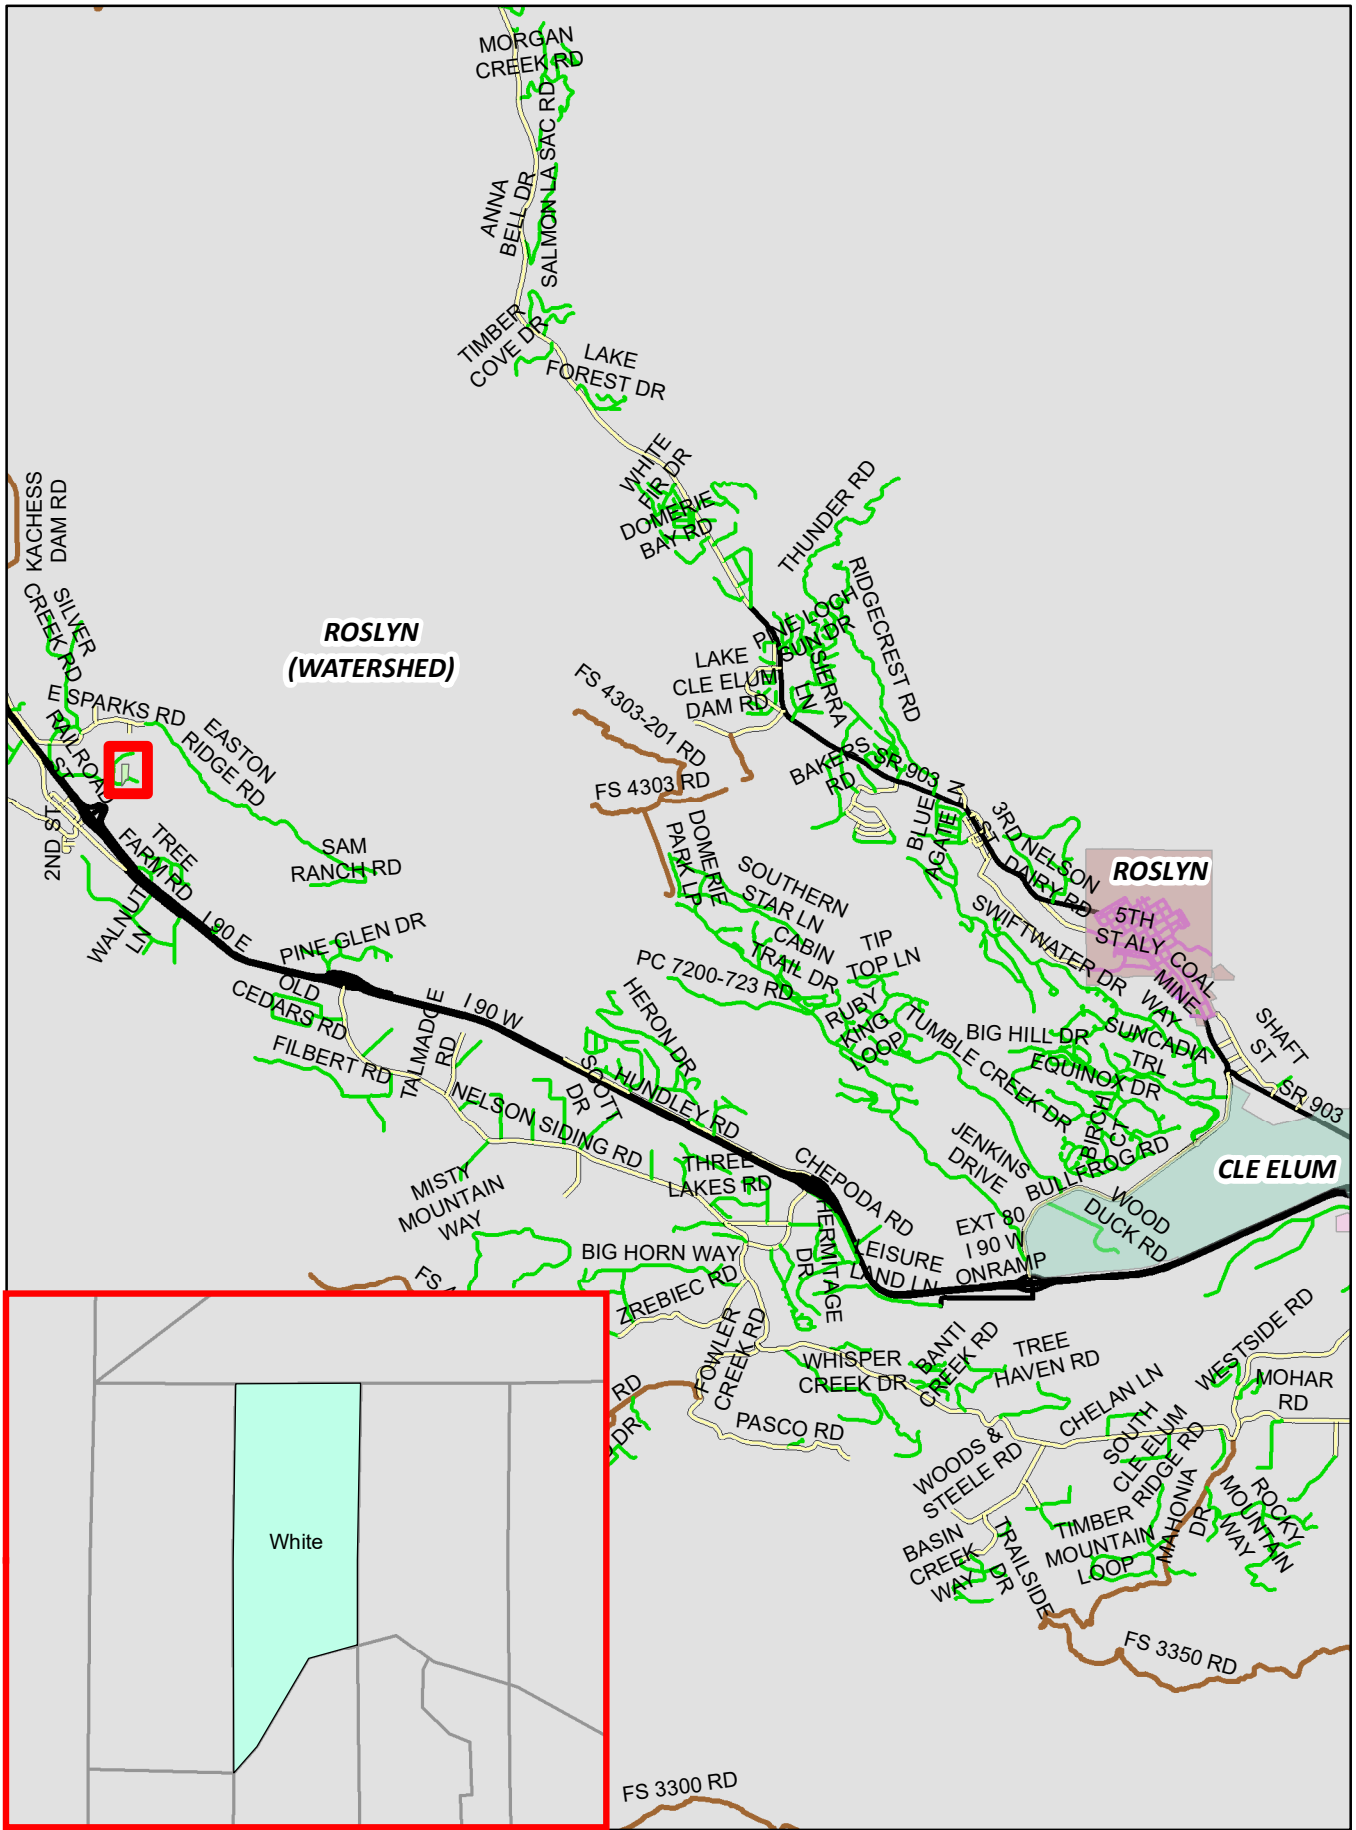 MORGAN
CREEK RD
SALMON LA SAC RD
ANNA
BELL DR
TIMBER
COVE DR
LAKE
FOREST DR
WHITE
FIR DR
DOMERIE
BAY RD
THUNDER RD
KACHESS
DAM RD
SILVER
CREEK RD
ROSLYN
(WATERSHED)
PINE LOCH
SUN DR
RIDGECREST RD
LAKE
CLE ELUM
DAM RD
SIERRA
LN
E SPARKS RD
RAILROAD
ST
EASTON
RIDGE RD
FS 4303-201 RD
FS 4303 RD
BAKERS
RD
SR 903
BLUE
AGATE LN
3RD
ST
NELSON
DAIRY RD
2ND ST
TREE
FARM RD
SAM
RANCH RD
DOMERIE
PARK LP
SOUTHERN
STAR LN
ROSLYN
5TH
ST ALY
COAL
MINE
WAY
SWIFTWATER DR
WALNUT
LN
I 90 E
PINE GLEN DR
CABIN
TRAIL DR
TIP
TOP LN
PC 7200-723 RD
OLD
CEDARS RD
I 90 W
TALMADGE
RD
FILBERT RD
HERON DR
RUBY
KING
LOOP
TUMBLE CREEK DR
BIG HILL DR
SUNCADIA
TRL
EQUINOX DR
SHAFT
ST
SR 903
SCOTT
DR
HUNDLEY RD
NELSON SIDING RD
BIRCH
CT
BULLFROG RD
JENKINS
DRIVE
CLE ELUM
THREE
LAKES RD
CHEPODA RD
MISTY
MOUNTAIN
WAY
WOOD
DUCK RD
EXT 80
I 90 W
ONRAMP
HERMITAGE
DR
LEISURE
LAND LN
BIG HORN WAY
ZREBIEC RD
FOWLER
CREEK RD
WHISPER
CREEK DR
BANTI
CREEK RD
TREE
HAVEN RD
WESTSIDE RD
MOHAR
RD
CHELAN LN
RD
PASCO RD
WOODS &
STEELE RD
SOUTH
CLE ELUM
RIDGE RD
MAHONIA
DR
ROCKY
MOUNTAIN
WAY
TIMBER
MOUNTAIN
LOOP
BASIN
CREEK
WAY
TRAILSIDE
DR
FS 3350 RD
FS 3300 RD
White